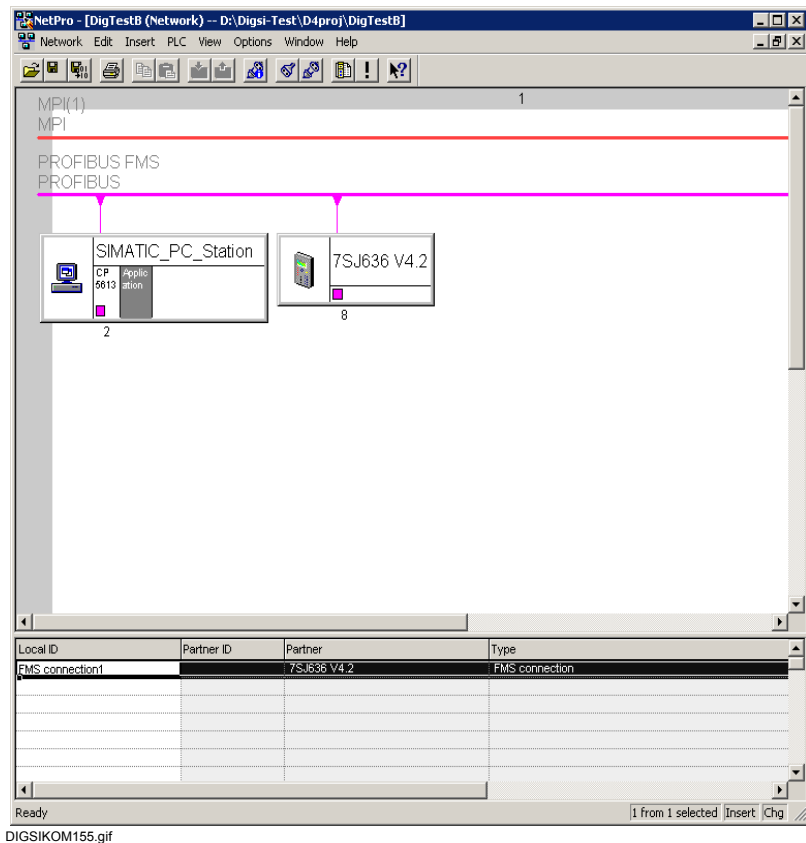 NetPro - [DigTestB (Network) -- D:\Digsi-Test\D4proj\DigTestB]
Network Edit Insert PLC View Options Window Help
1
MPI(1)
MPI
PROFIBUS FMS
PROFIBUS
SIMATIC_PC_Station
CP 5613
Applic ation
2
7SJ636 V4.2
8
Local ID Partner ID Partner Type
FMS connection1 7SJ636 V4.2 FMS connection
Ready 1 from 1 selected Insert Chg
DIGSIKOM155.gif